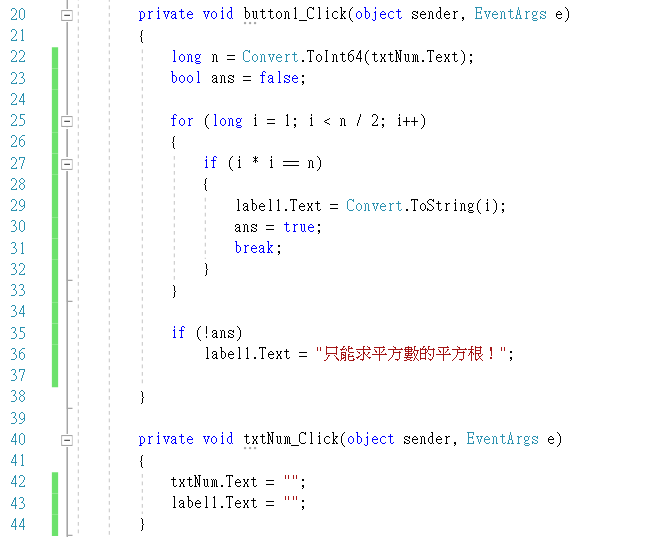 20 private void button1_Click(object sender, EventArgs e)
21 {
22 long n = Convert.ToInt64(txtNum.Text);
23 bool ans = false;
24
25 for (long i = 1; i < n / 2; i++)
26 {
27 if (i * i == n)
28 {
29 label1.Text = Convert.ToString(i);
30 ans = true;
31 break;
32 }
33 }
34
35 if (!ans)
36 label1.Text = "只能求平方數的平方根！";
37
38 }
39
40 private void txtNum_Click(object sender, EventArgs e)
41 {
42 txtNum.Text = "";
43 label1.Text = "";
44 }